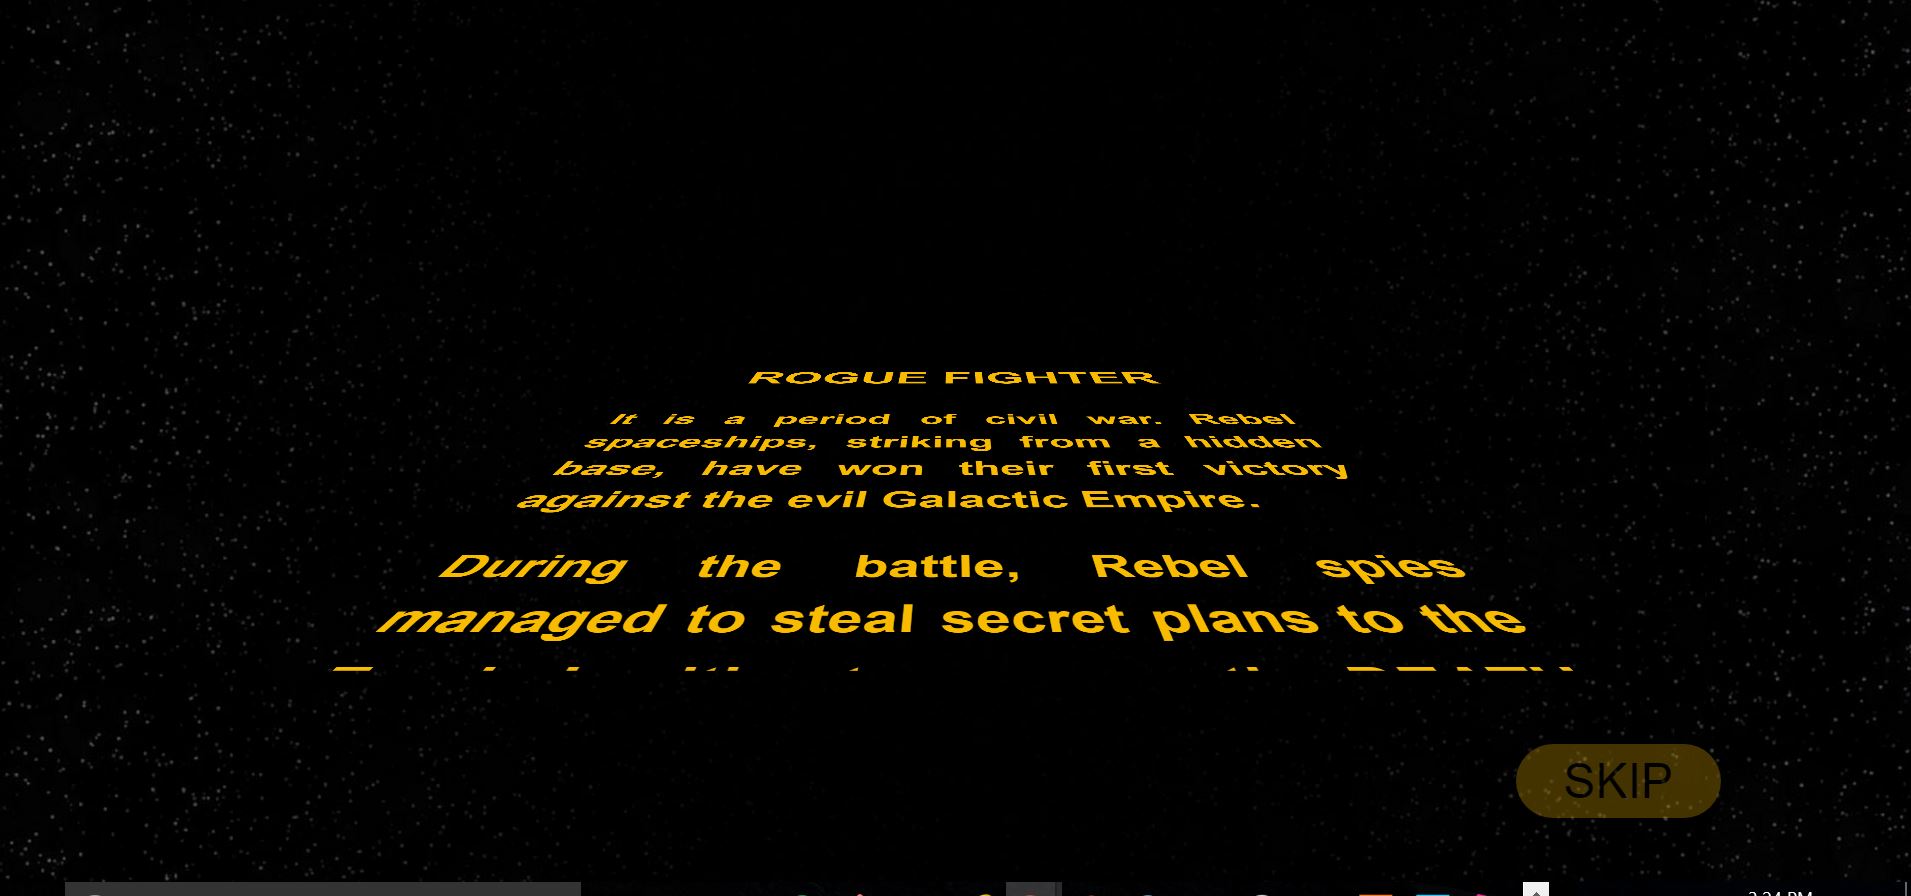 ROGUE FIGHTER
It is a period of civil war. Rebel
spaceships, striking from a hidden
base, have won their first victory
against the evil Galactic Empire.
During the battle, Rebel spies
managed to steal secret plans to the
SKIP